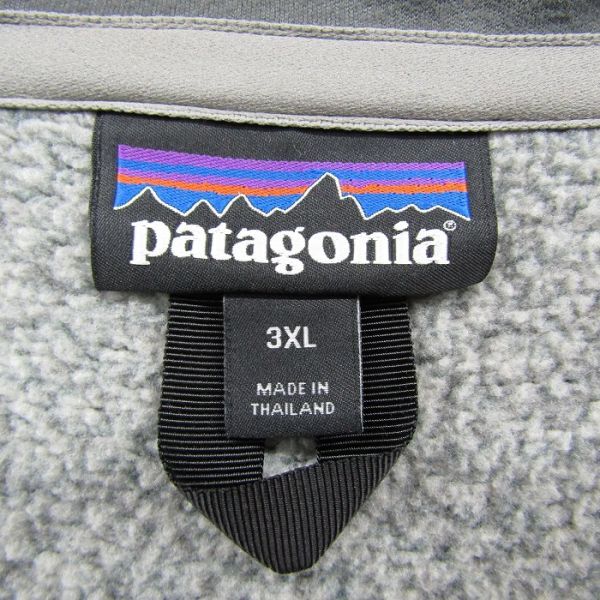 patagonia®
3XL
MADE IN
THAILAND